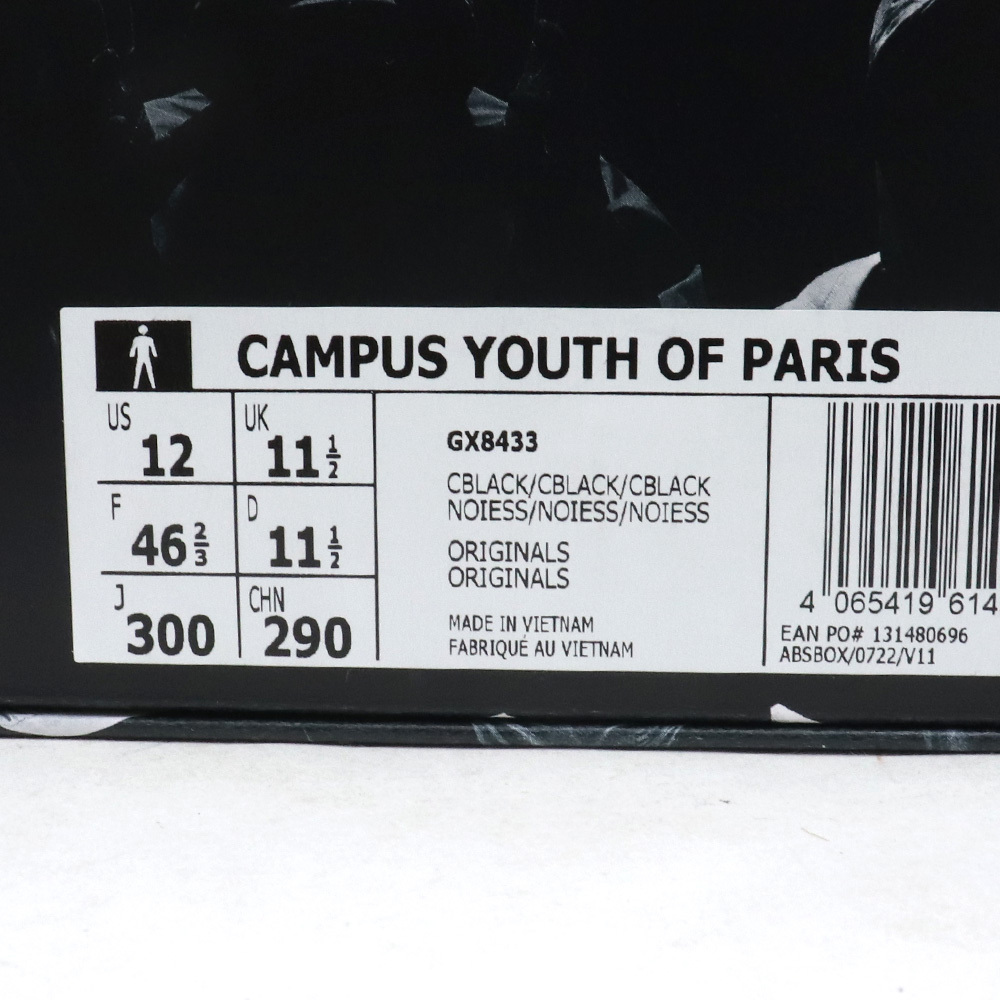 CAMPUS YOUTH OF PARIS
US 12
UK 11 1/2
F 46 2/3
D 11 1/2
J 300
CHN 290
GX8433
CBLACK/CBLACK/CBLACK
NOIESS/NOIESS/NOIESS
ORIGINALS
ORIGINALS
MADE IN VIETNAM
FABRIQUÉ AU VIETNAM
4 065419 614
EAN PO# 131480696
ABSBOX/0722/V11